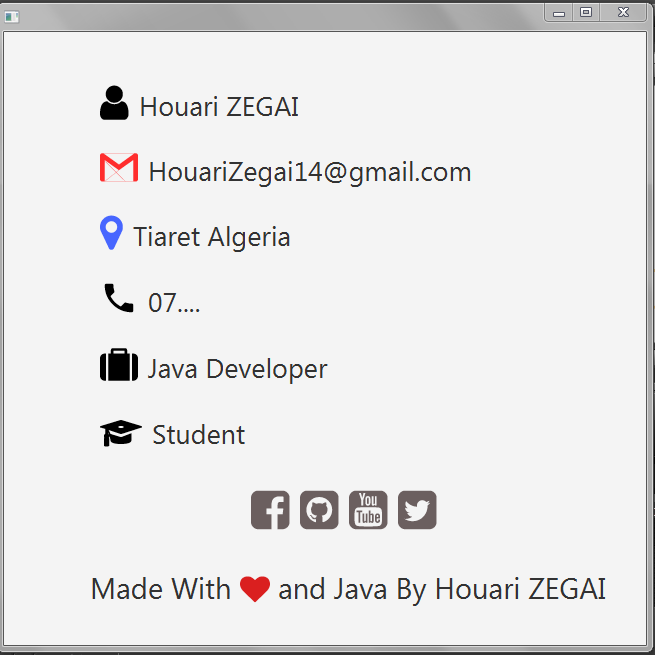 Houari ZEGAI
HouariZegai14@gmail.com
Tiaret Algeria
07....
Java Developer
Student
You Tube
Made With and Java By Houari ZEGAI